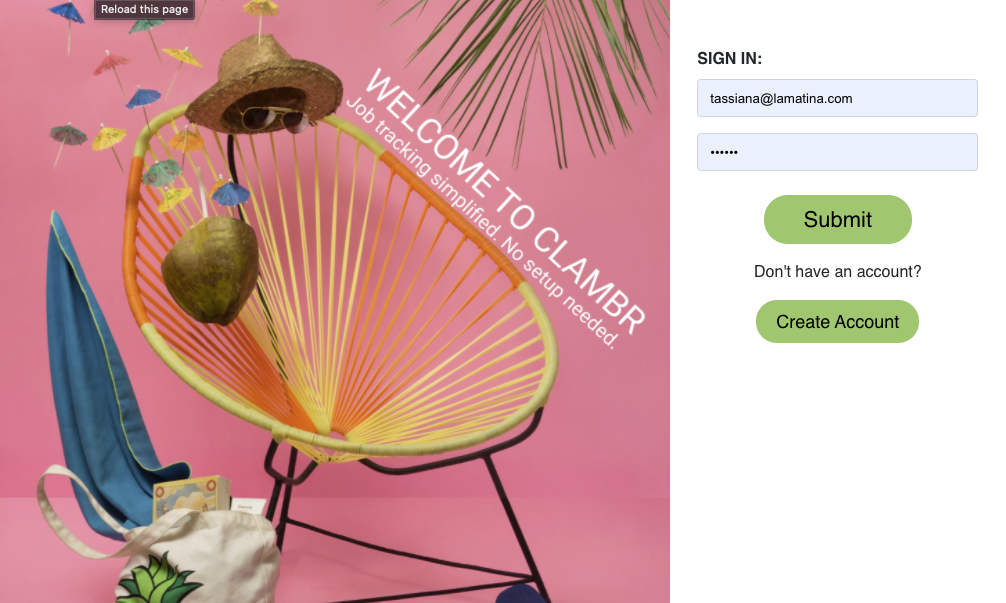 Reload this page
WELCOME TO CLAMBR
Job tracking simplified. No setup needed.
SIGN IN:
tassiana@lamatina.com
••••••
Submit
Don't have an account?
Create Account